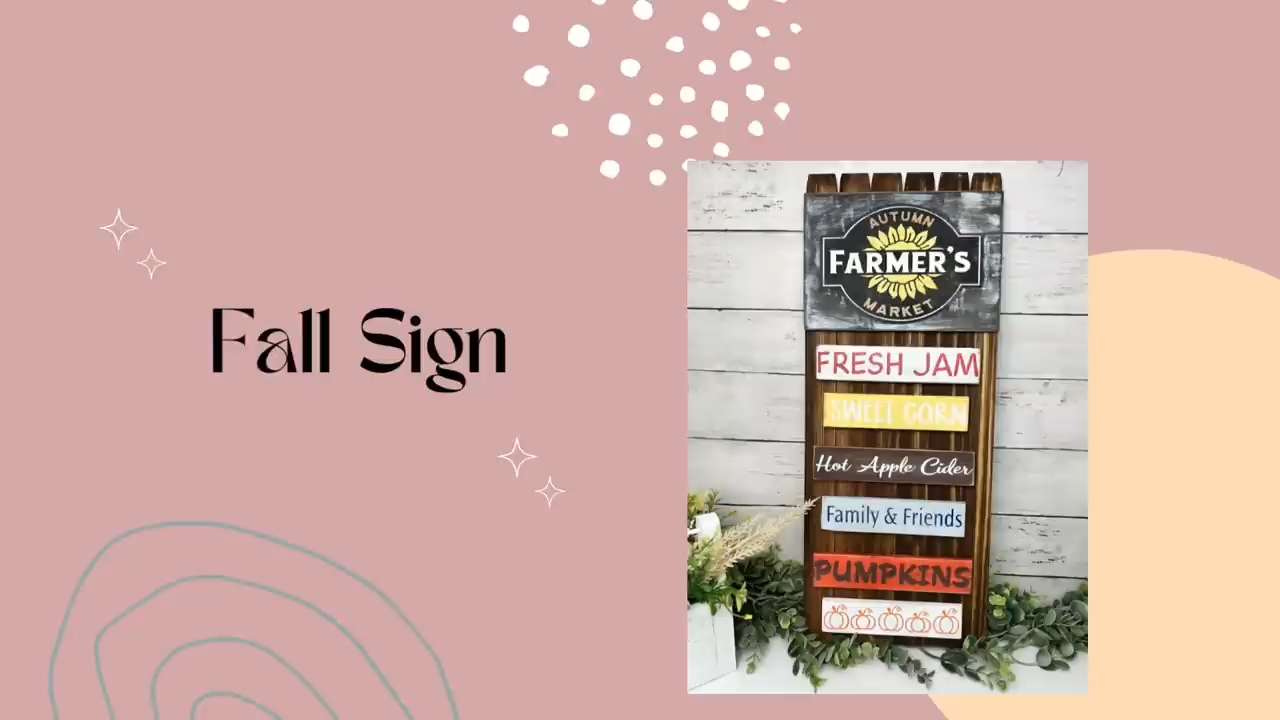 Fall Sign
AUTUMN
FARMER'S
MARKET
FRESH JAM
SWEET CORN
Hot Apple Cider
Family & Friends
PUMPKINS